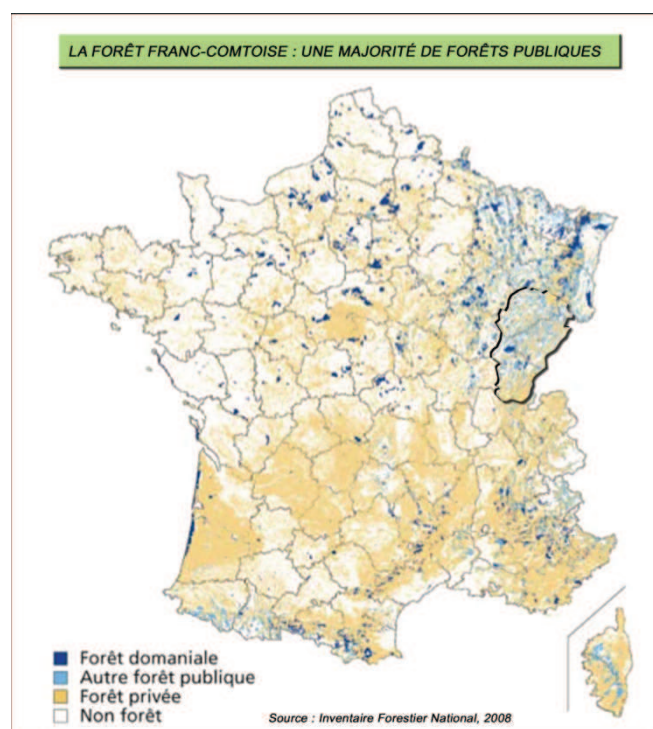 LA FORÊT FRANC-COMTOISE : UNE MAJORITÉ DE FORÊTS PUBLIQUES
Forêt domaniale
Autre forêt publique
Forêt privée
Non forêt
Source : Inventaire Forestier National, 2008